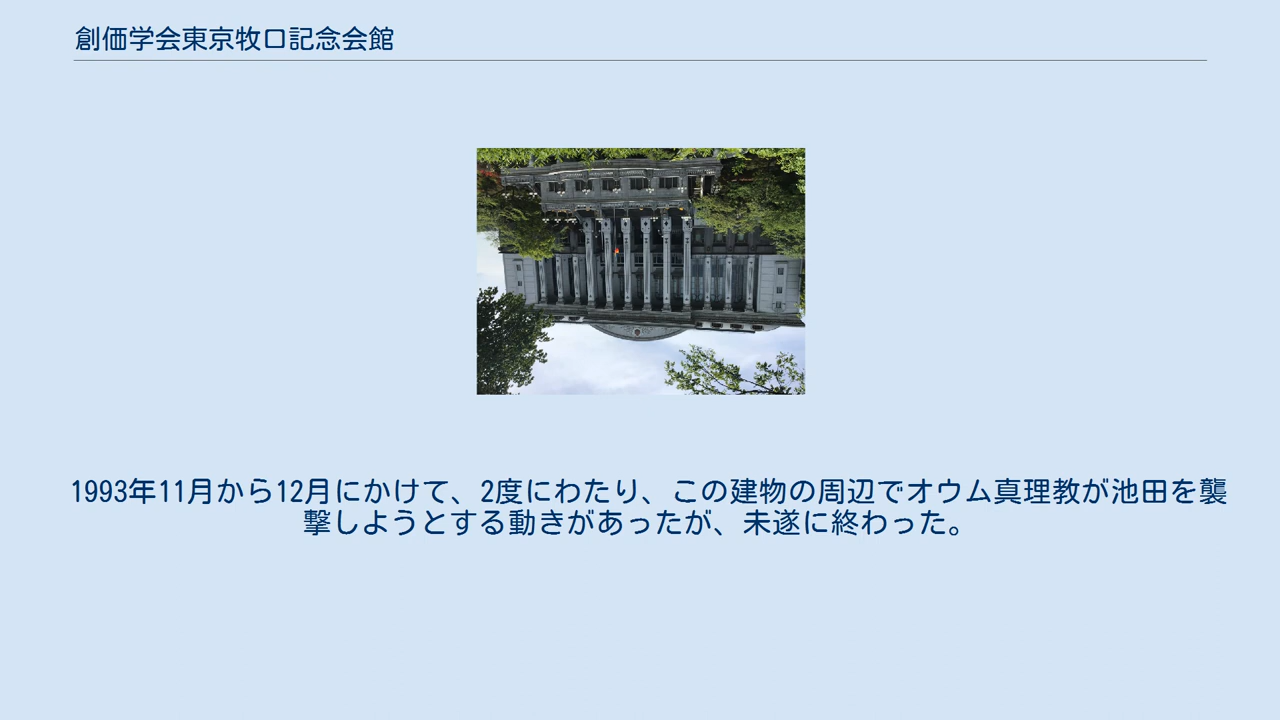 創価学会東京牧口記念会館
1993年11月から12月にかけて、2度にわたり、この建物の周辺でオウム真理教が池田を襲
撃しようとする動きがあったが、未遂に終わった。